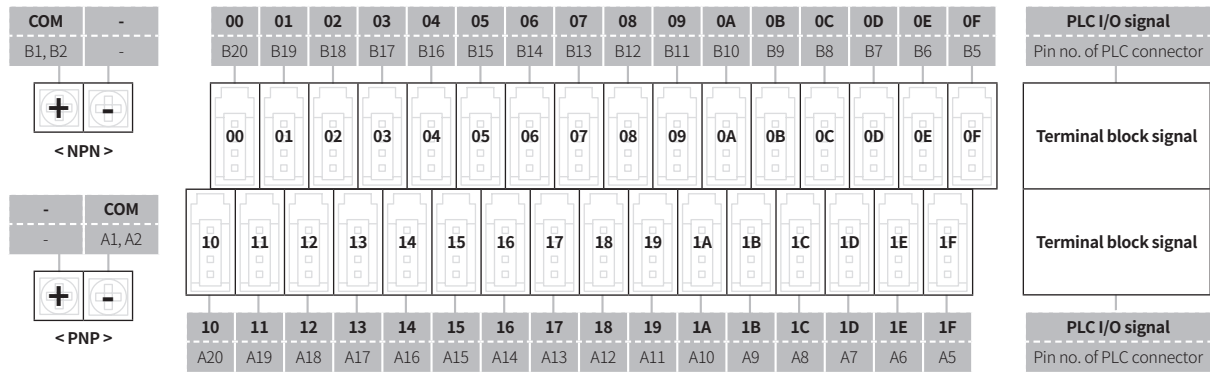 COM - 00 01 02 03 04 05 06 07 08 09 0A 0B 0C 0D 0E 0F PLC I/O signal
B1, B2 - B20 B19 B18 B17 B16 B15 B14 B13 B12 B11 B10 B9 B8 B7 B6 B5 Pin no. of PLC connector
+ - 00 01 02 03 04 05 06 07 08 09 0A 0B 0C 0D 0E 0F Terminal block signal
< NPN >
- COM
- A1, A2 10 11 12 13 14 15 16 17 18 19 1A 1B 1C 1D 1E 1F Terminal block signal
+ -
< PNP > 10 11 12 13 14 15 16 17 18 19 1A 1B 1C 1D 1E 1F PLC I/O signal
A20 A19 A18 A17 A16 A15 A14 A13 A12 A11 A10 A9 A8 A7 A6 A5 Pin no. of PLC connector